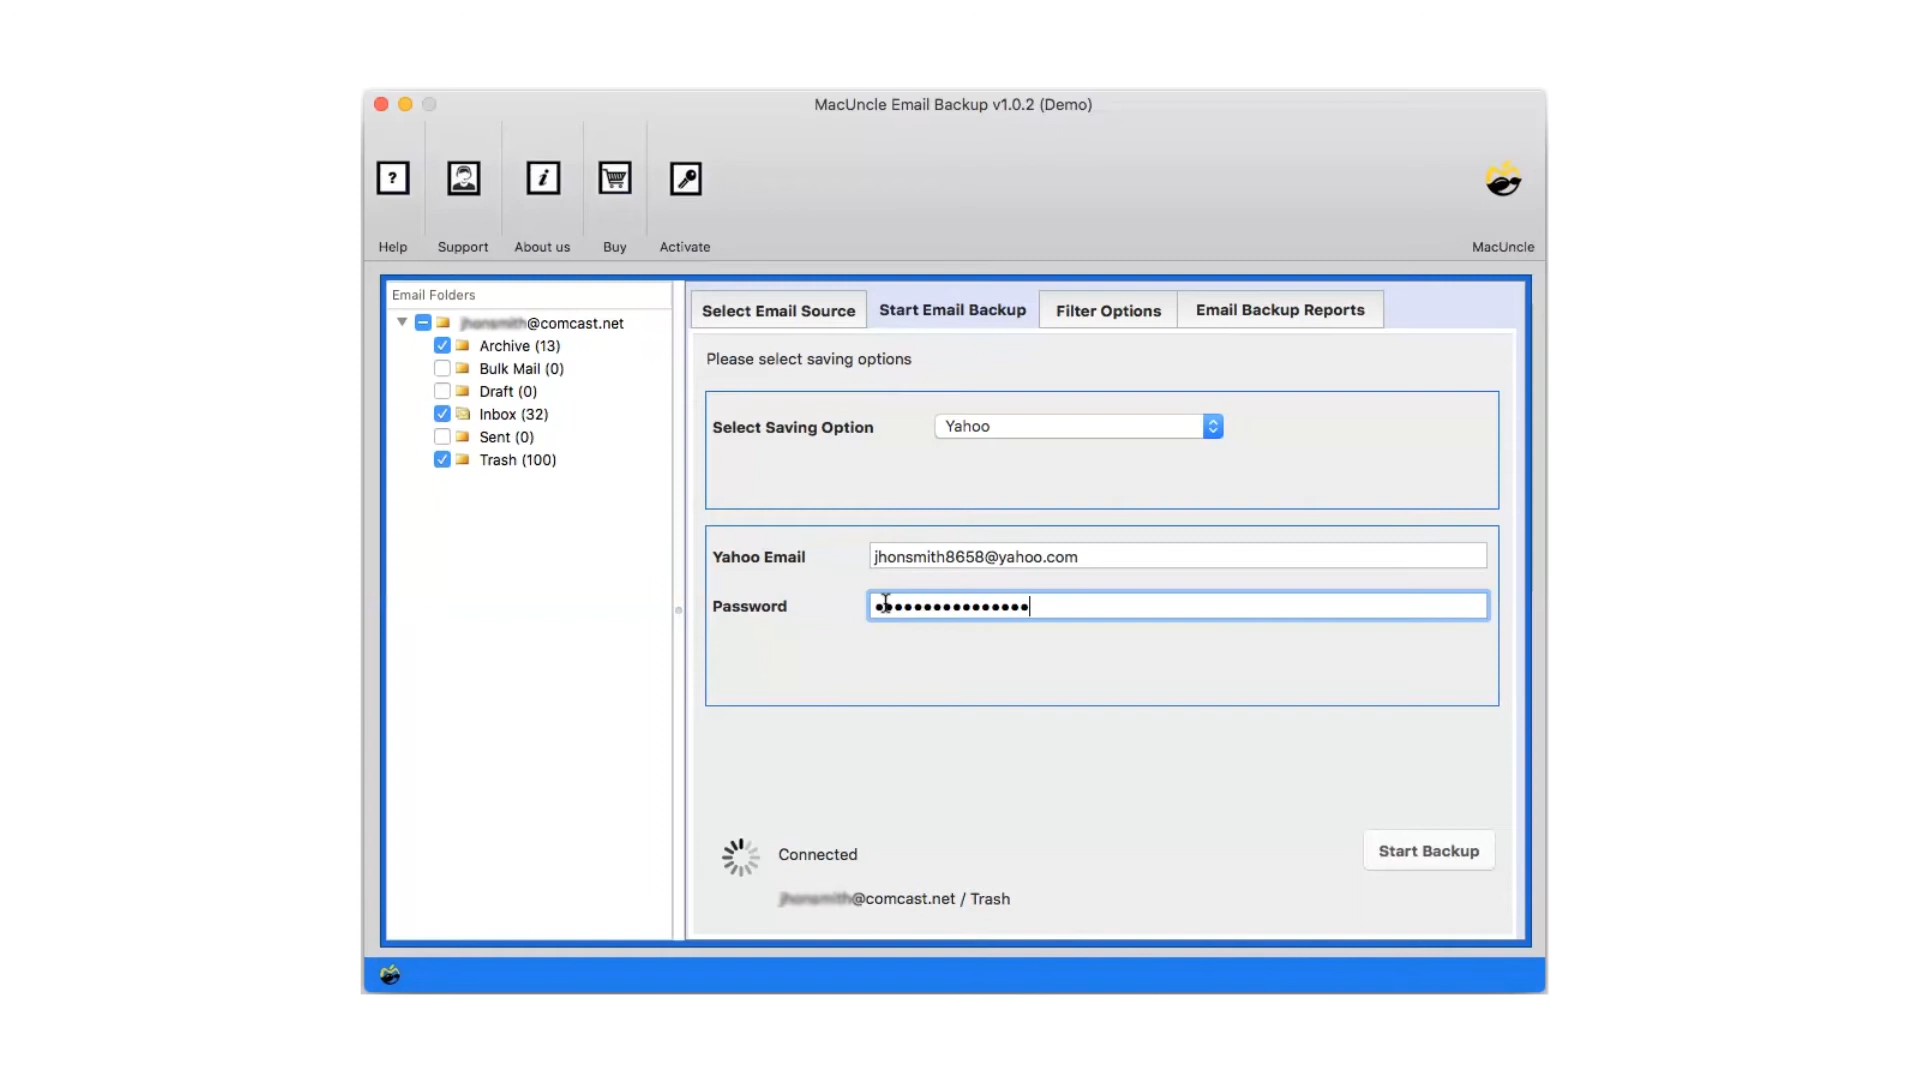 MacUncle Email Backup v1.0.2 (Demo)
?
i
Help
Support
About us
Buy
Activate
MacUncle
Email Folders
@comcast.net
Archive (13)
Bulk Mail (0)
Draft (0)
Inbox (32)
Sent (0)
Trash (100)
Select Email Source
Start Email Backup
Filter Options
Email Backup Reports
Please select saving options
Select Saving Option
Yahoo
Yahoo Email
jhonsmith8658@yahoo.com
Password
Connected
@comcast.net / Trash
Start Backup